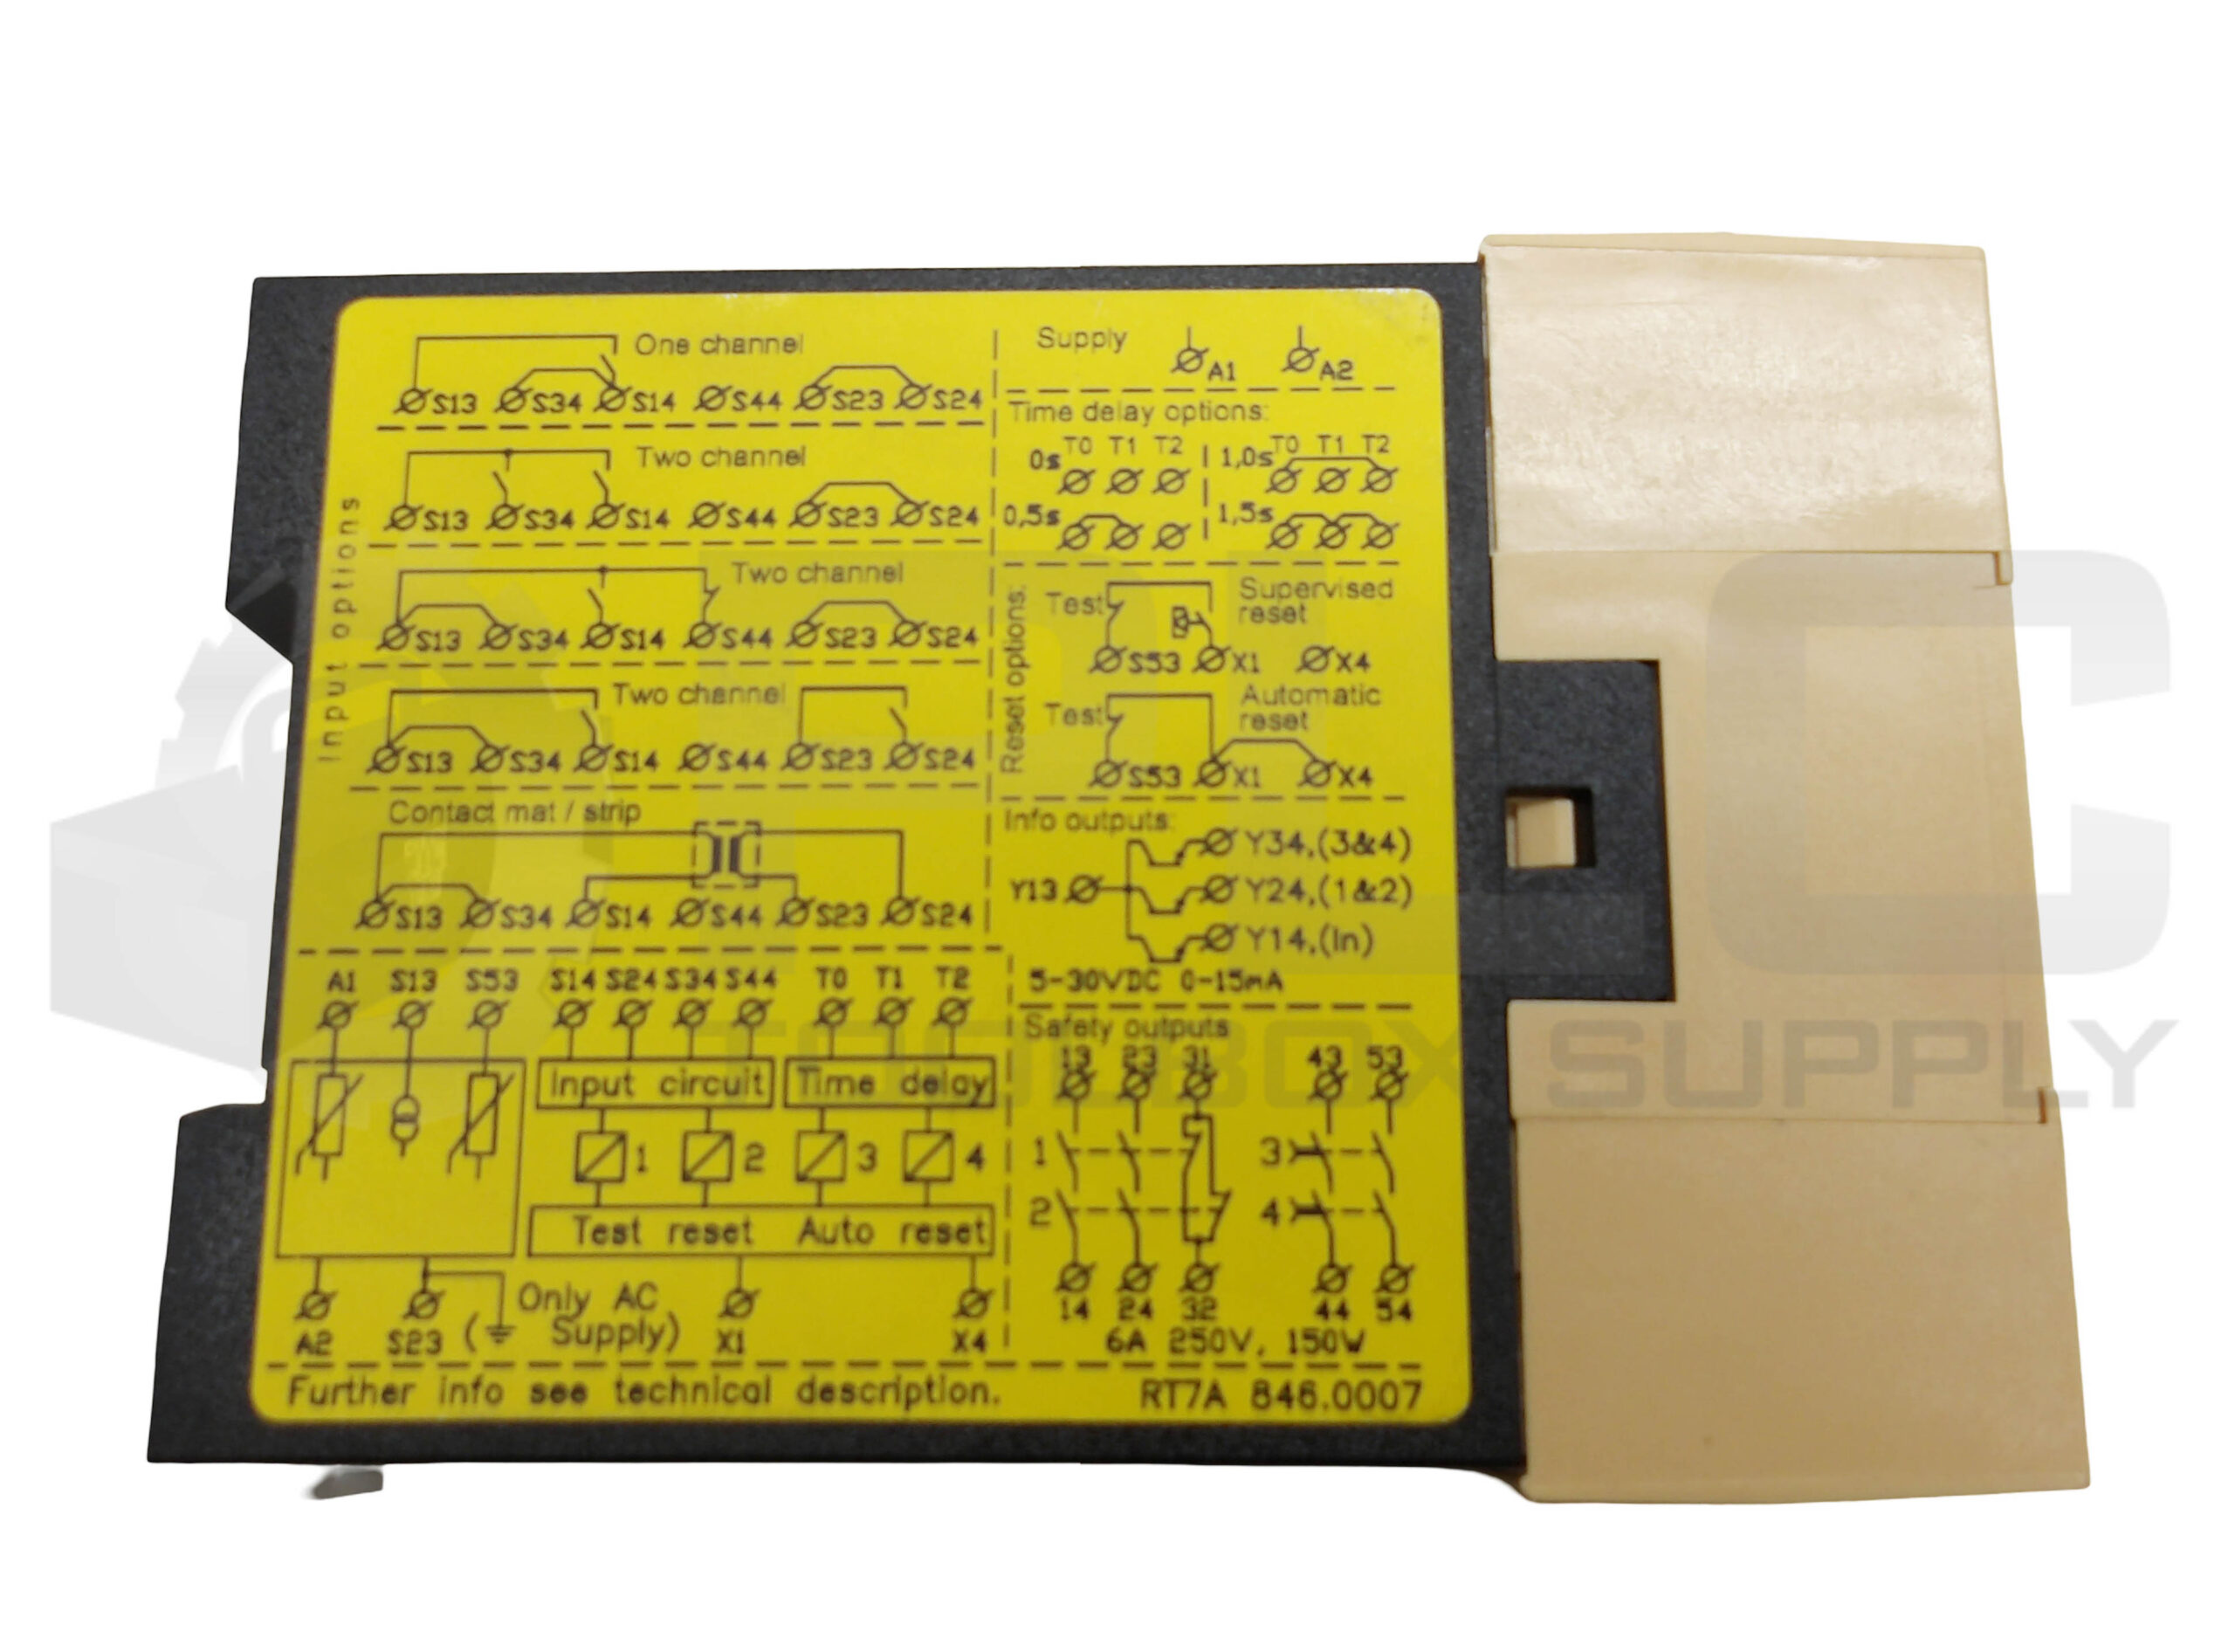 One channel
S13 S34 S14 S44 S23 S24
Two channel
S13 S34 S14 S44 S23 S24
Two channel
S13 S34 S14 S44 S23 S24
Two channel
S13 S34 S14 S44 S23 S24
Contact mat / strip
S13 S34 S14 S44 S23 S24
Input options
Supply A1 A2
Time delay options:
0s T0 T1 T2 1,0s T0 T1 T2
0,5s 1,5s
Reset options:
Test Supervised
reset
S53 X1 X4
Test Automatic
reset
S53 X1 X4
Info outputs:
Y34,(3&4)
Y13 Y24,(1&2)
Y14,(In)
5-30VDC 0-15mA
A1 S13 S53 S14 S24 S34 S44 T0 T1 T2
Input circuit Time delay
1 2 3 4
Test reset Auto reset
A2 S23 ( Only AC
Supply) X1 X4
Safety outputs
13 23 31 43 53
1 3
2 4
14 24 32 44 54
6A 250V, 150W
Further info see technical description. RT7A 846.0007
PLC
TOOLBOX SUPPLY